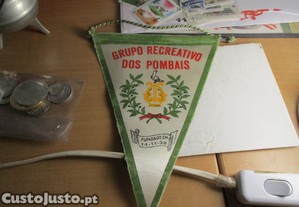 GRUPO RECREATIVO
DOS POMBAIS
FUNDADO EM
14-11-39
CustoJusto.pt